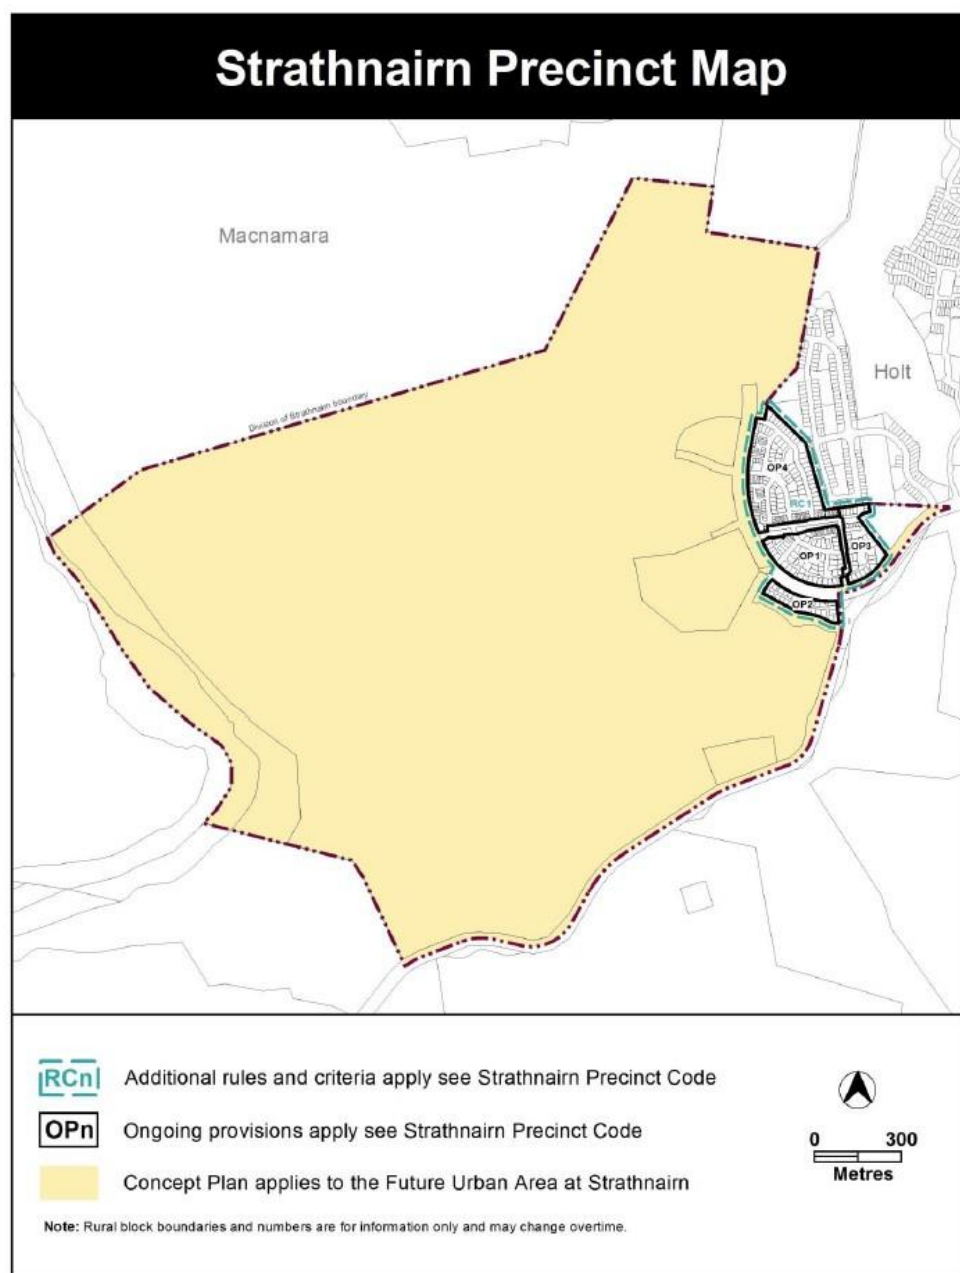 Strathnairn Precinct Map
Macnamara
Division of Strathnairn boundary
Holt
OP4
RC1
OP1
OP3
OP2
RCn
Additional rules and criteria apply see Strathnairn Precinct Code
OPn
Ongoing provisions apply see Strathnairn Precinct Code
Concept Plan applies to the Future Urban Area at Strathnairn
0 300
Metres
Note: Rural block boundaries and numbers are for information only and may change overtime.